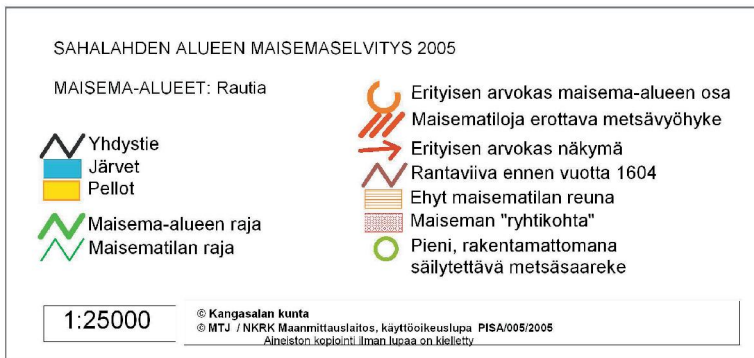 SAHALAHDEN ALUEEN MAISEMASELVITYS 2005
MAISEMA-ALUEET: Rautia
Yhdystie
Järvet
Pellot
Maisema-alueen raja
Maisematilan raja
Erityisen arvokas maisema-alueen osa
Maisematiloja erottava metsävyöhyke
Erityisen arvokas näkymä
Rantaviiva ennen vuotta 1604
Ehyt maisematilan reuna
Maiseman "ryhtikohta"
Pieni, rakentamattomana
säilytettävä metsäsaareke
1:25000
© Kangasalan kunta
© MTJ / NKRK Maanmittauslaitos, käyttöoikeuslupa PISA/005/2005
Aineiston kopiointi ilman lupaa on kielletty